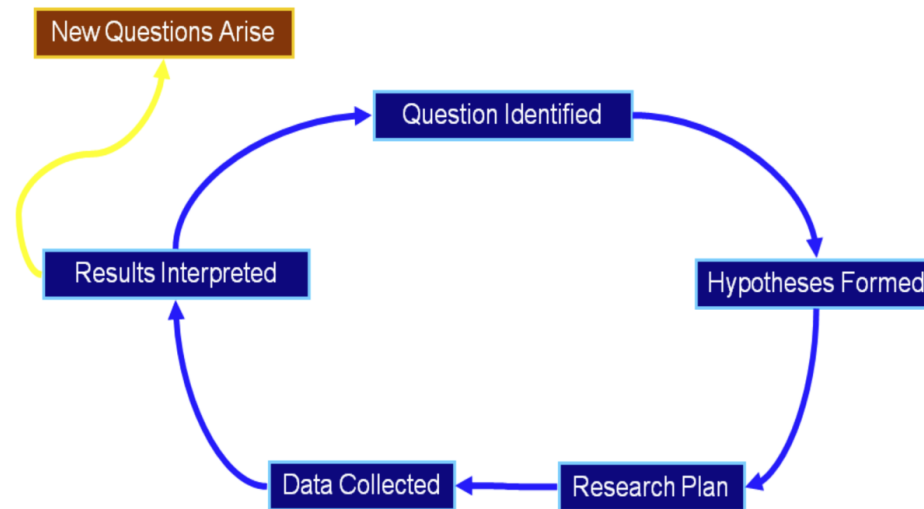 New Questions Arise
Question Identified
Results Interpreted
Hypotheses Formed
Data Collected
Research Plan